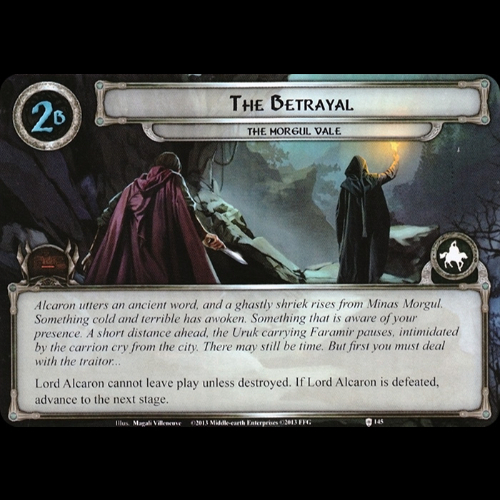 2B
THE BETRAYAL
THE MORGUL VALE
Alcaron utters an ancient word, and a ghastly shriek rises from Minas Morgul.
Something cold and terrible has awoken. Something that is aware of your
presence. A short distance ahead, the Uruk carrying Faramir pauses, intimidated
by the carrion cry from the city. There may still be time. But first you must deal
with the traitor...
Lord Alcaron cannot leave play unless destroyed. If Lord Alcaron is defeated,
advance to the next stage.
Illus. Magali Villeneuve ©2013 Middle-earth Enterprises ©2013 FFG 145